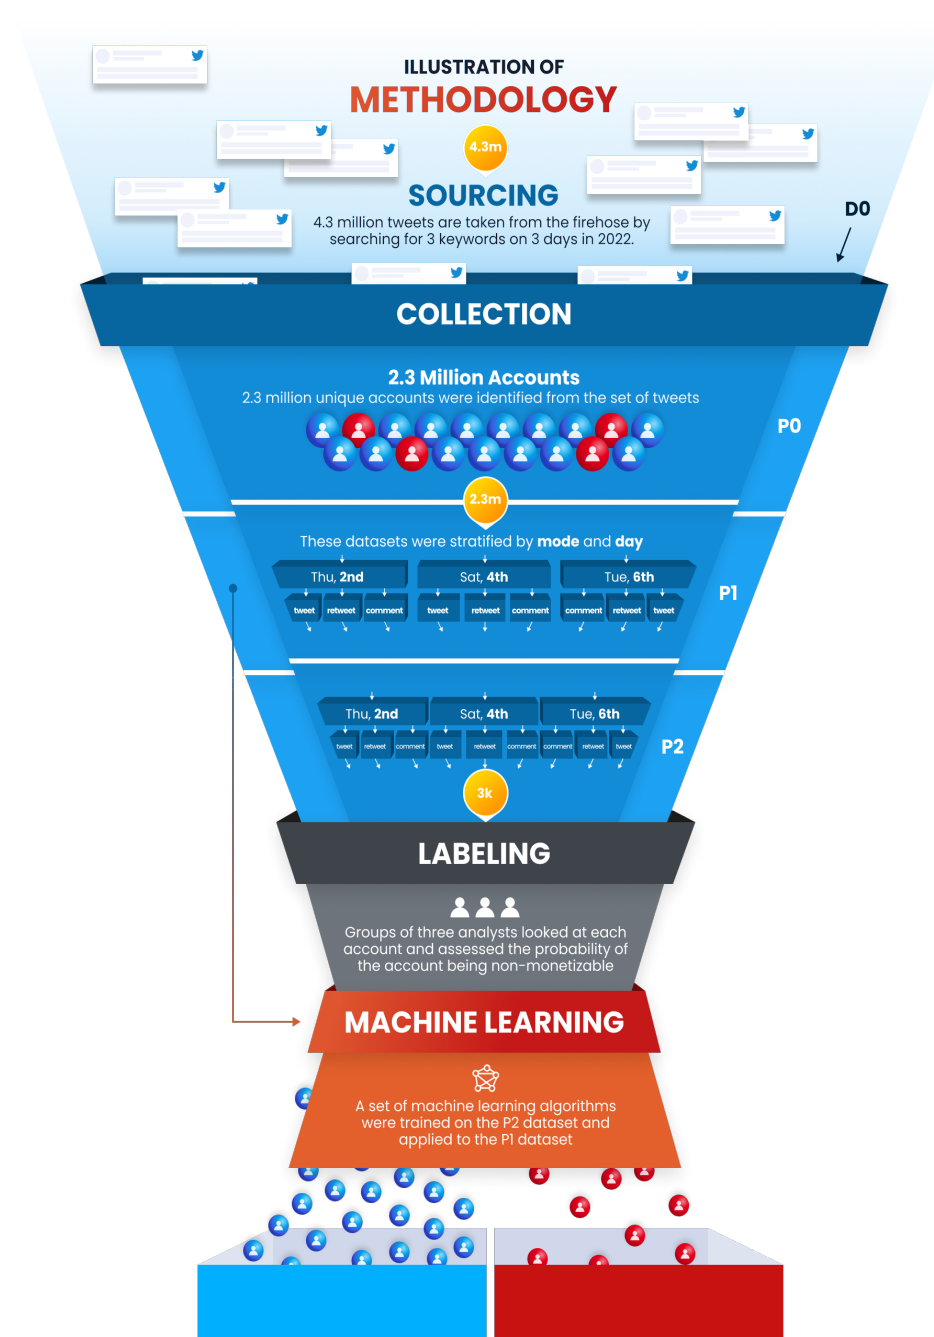 ILLUSTRATION OF
METHODOLOGY
4.3m
SOURCING
4.3 million tweets are taken from the firehose by
searching for 3 keywords on 3 days in 2022.
D0
COLLECTION
2.3 Million Accounts
2.3 million unique accounts were identified from the set of tweets
P0
2.3m
These datasets were stratified by mode and day
Thu, 2nd Sat, 4th Tue, 6th
tweet retweet comment tweet retweet comment comment retweet tweet
P1
Thu, 2nd Sat, 4th Tue, 6th
tweet retweet comment tweet retweet comment comment retweet tweet
P2
3k
LABELING
Groups of three analysts looked at each
account and assessed the probability of
the account being non-monetizable
MACHINE LEARNING
A set of machine learning algorithms
were trained on the P2 dataset and
applied to the P1 dataset